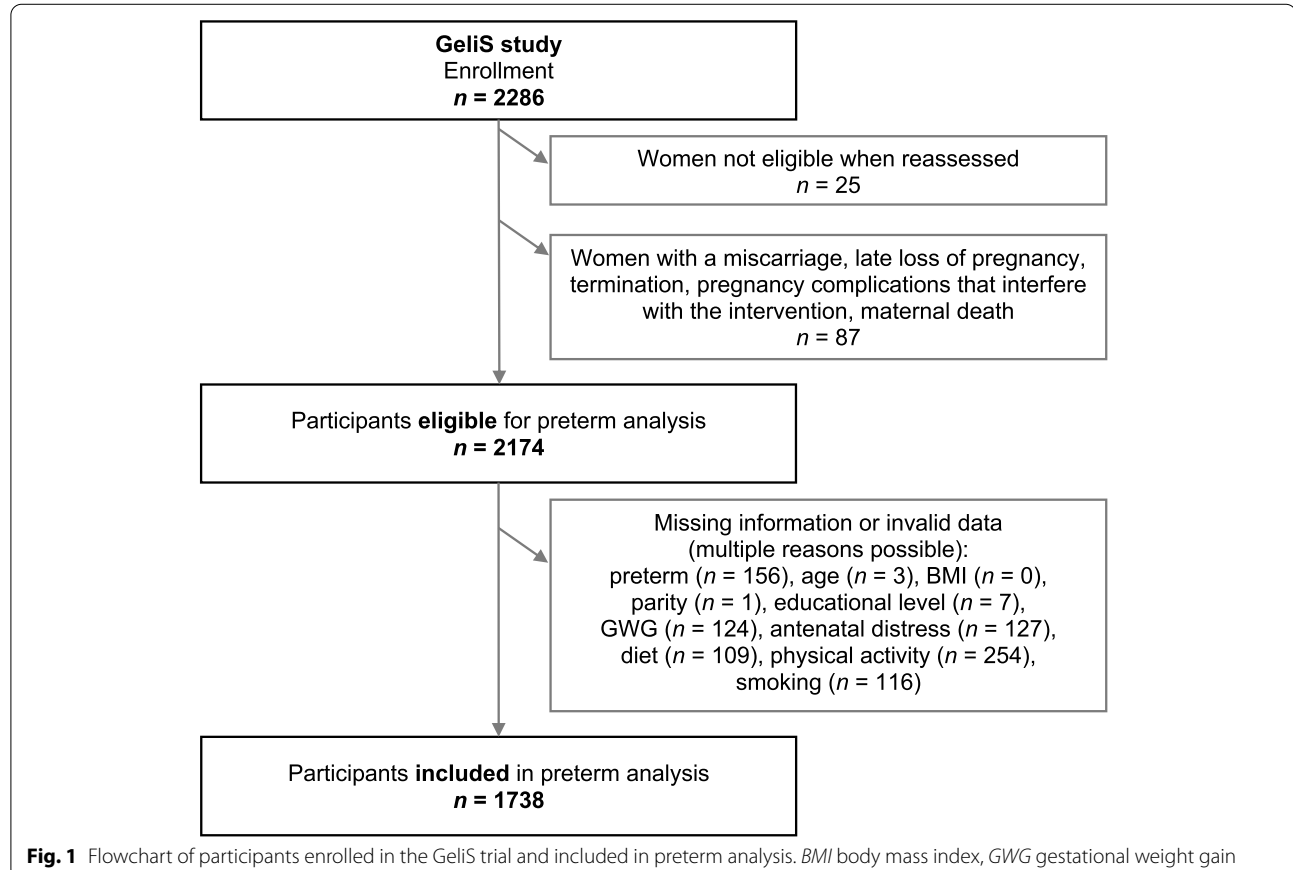 GeliS study
Enrollment
n = 2286
Women not eligible when reassessed
n = 25
Women with a miscarriage, late loss of pregnancy,
termination, pregnancy complications that interfere
with the intervention, maternal death
n = 87
Participants eligible for preterm analysis
n = 2174
Missing information or invalid data
(multiple reasons possible):
preterm (n = 156), age (n = 3), BMI (n = 0),
parity (n = 1), educational level (n = 7),
GWG (n = 124), antenatal distress (n = 127),
diet (n = 109), physical activity (n = 254),
smoking (n = 116)
Participants included in preterm analysis
n = 1738
Fig. 1 Flowchart of participants enrolled in the GeliS trial and included in preterm analysis. BMI body mass index, GWG gestational weight gain